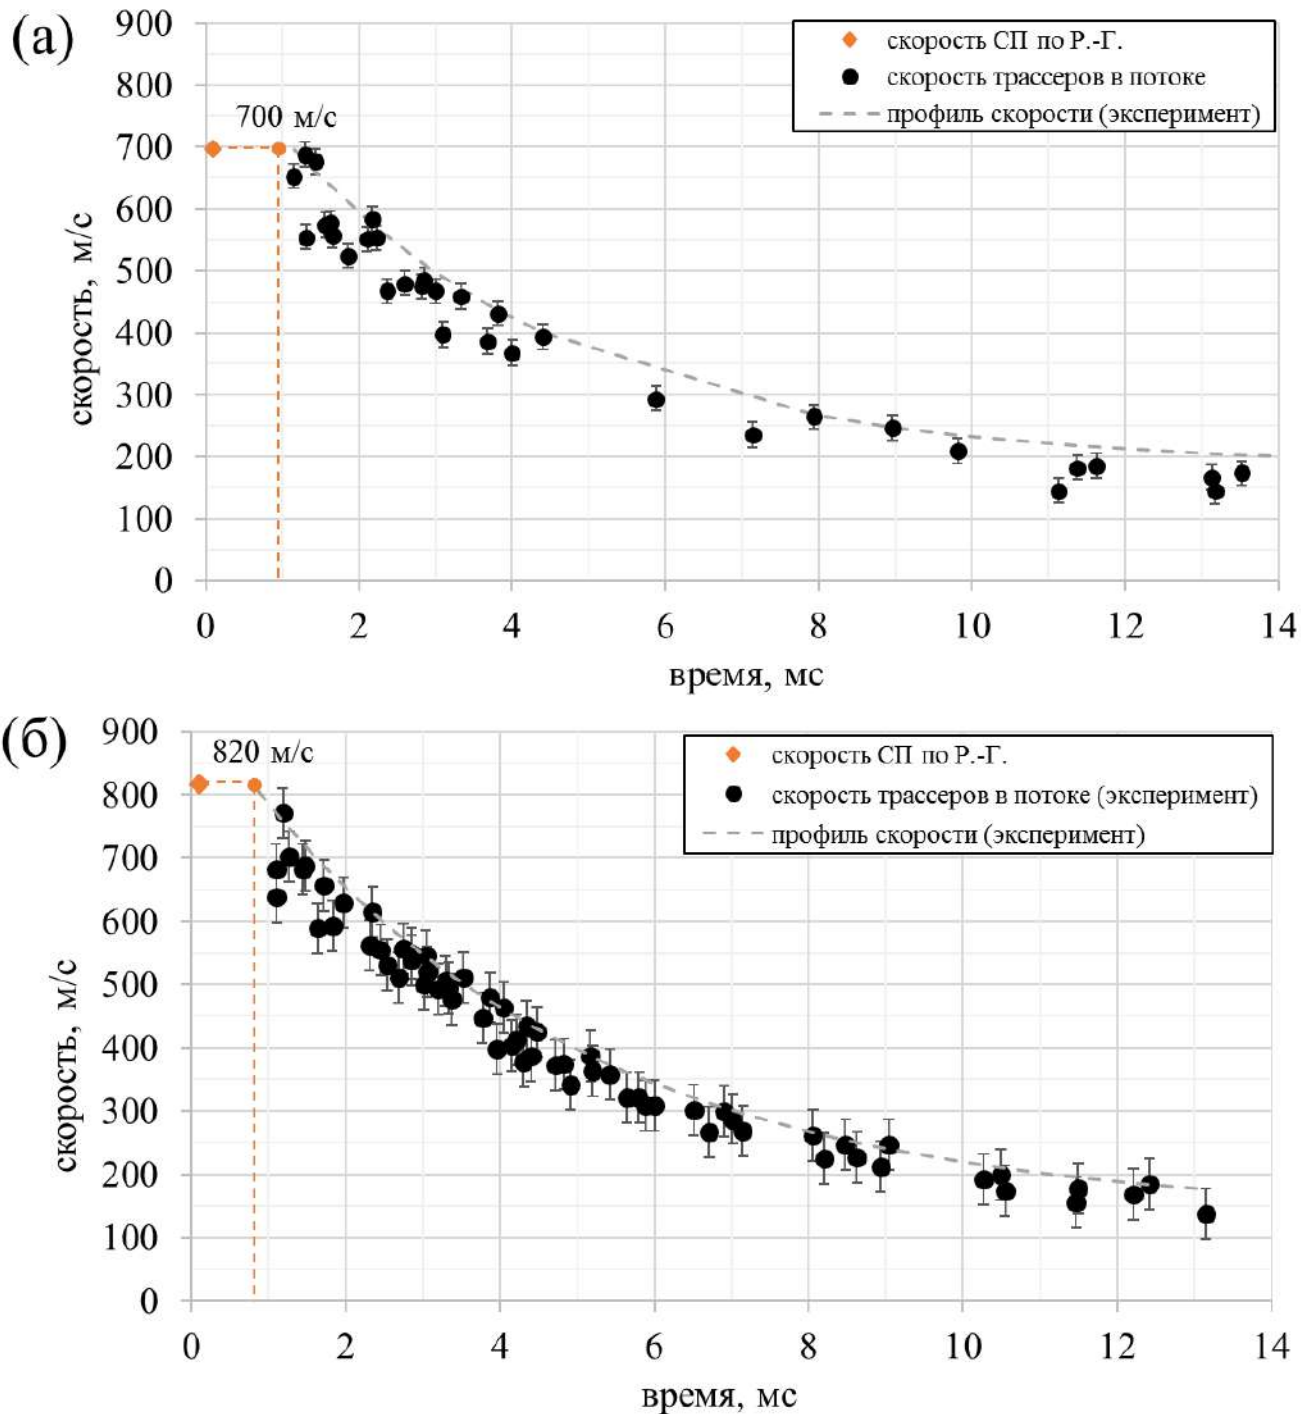 (а)
900
800
700
600
500
400
300
200
100
0
скорость, м/с
700 м/с
скорость СП по Р.-Г.
скорость трассеров в потоке
профиль скорости (эксперимент)
0 2 4 6 8 10 12 14
время, мс
(б)
900
800
700
600
500
400
300
200
100
0
скорость, м/с
820 м/с
скорость СП по Р.-Г.
скорость трассеров в потоке (эксперимент)
профиль скорости (эксперимент)
0 2 4 6 8 10 12 14
время, мс